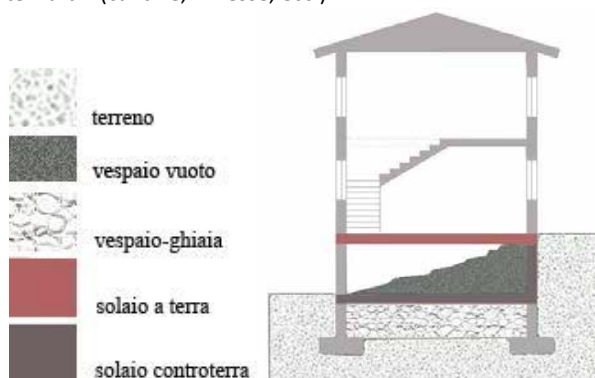 terreno
vespaio vuoto
vespaio-ghiaia
solaio a terra
solaio controterra